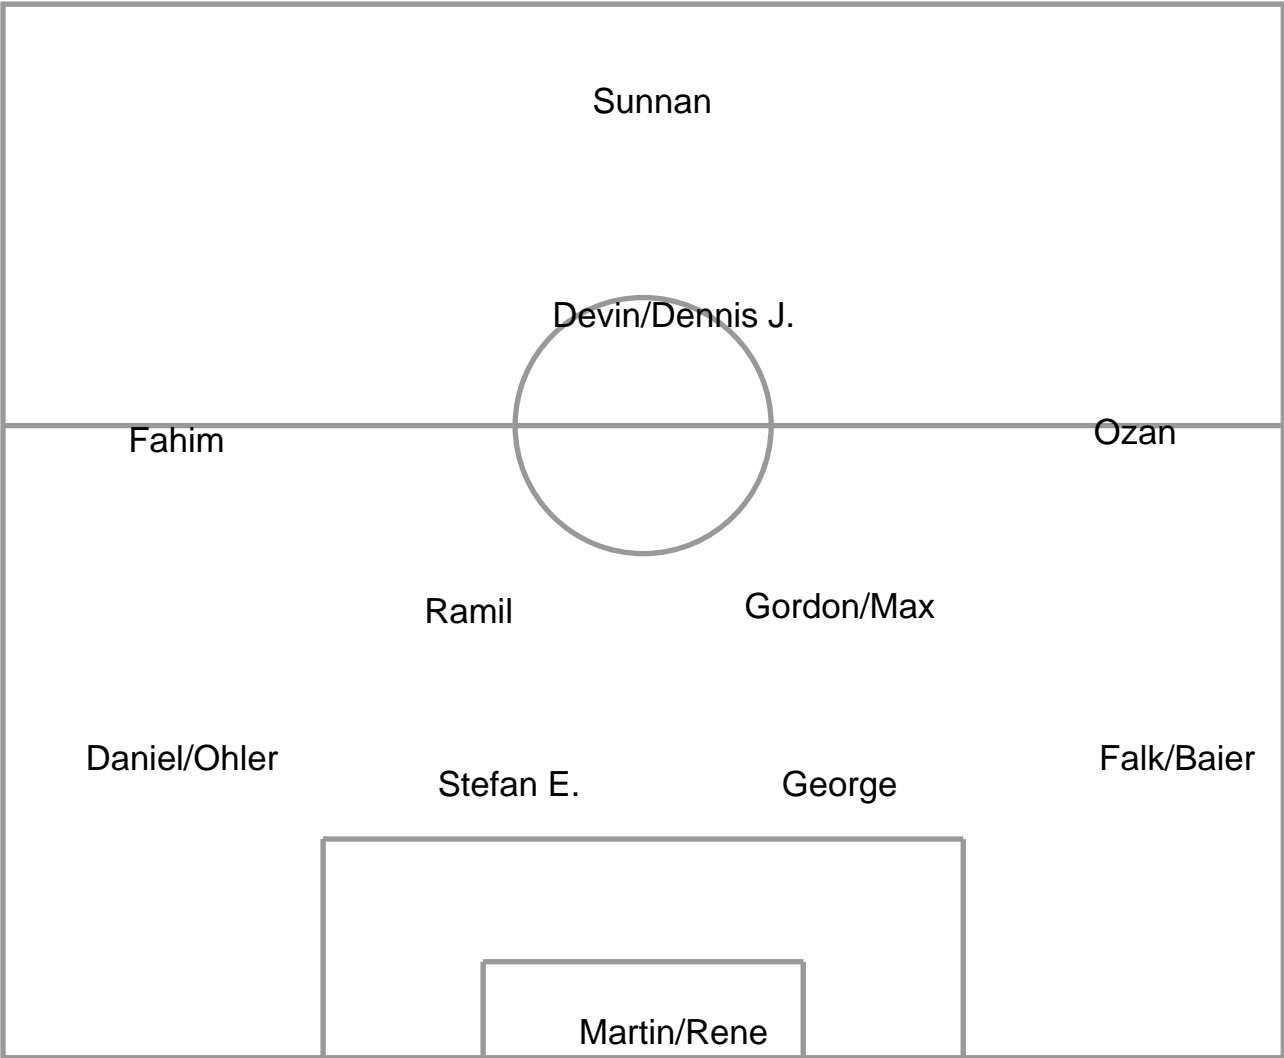 Sunnan
Devin/Dennis J.
Fahim
Ozan
Ramil
Gordon/Max
Daniel/Ohler
Falk/Baier
Stefan E.
George
Martin/Rene